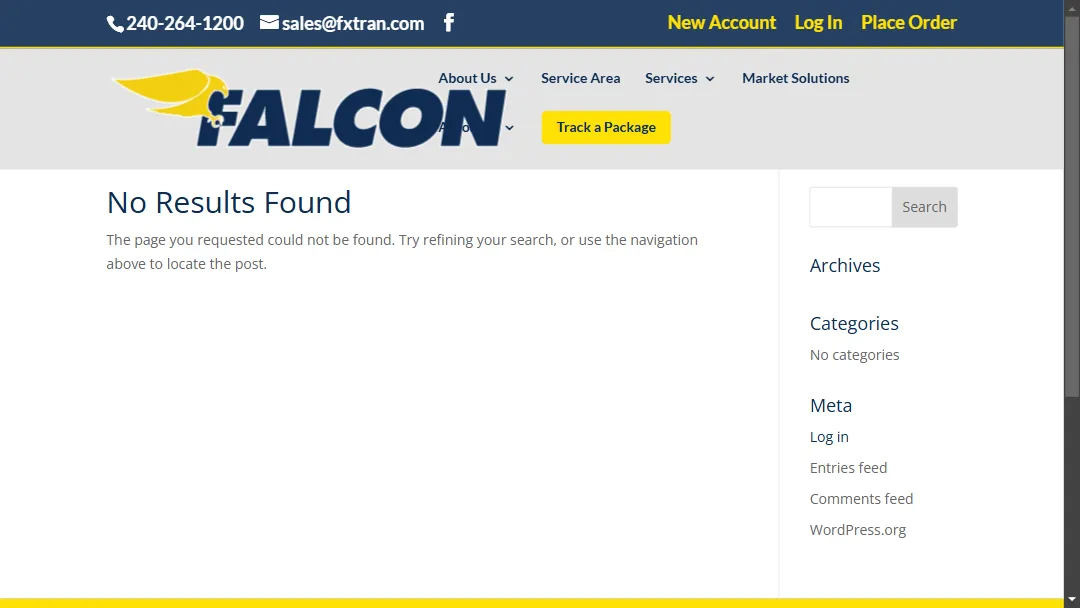 240-264-1200 sales@fxtran.com New Account Log In Place Order
About Us Service Area Services Market Solutions
FALCON
Track a Package
No Results Found
The page you requested could not be found. Try refining your search, or use the navigation
above to locate the post.
Search
Archives
Categories
No categories
Meta
Log in
Entries feed
Comments feed
WordPress.org